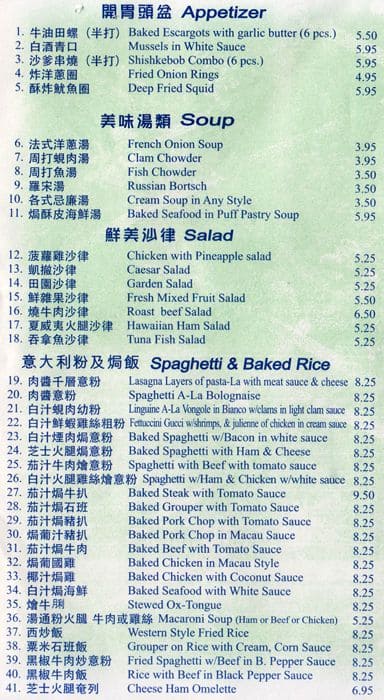 開胃頭盆 Appetizer
1. 牛油田螺（半打） Baked Escargots with garlic butter (6 pcs.) 5.50
2. 白酒青口 Mussels in White Sauce 5.95
3. 沙爹串燒（半打） Shishkebob Combo (6 pcs.) 5.95
4. 炸洋蔥圈 Fried Onion Rings 4.95
5. 酥炸魷魚圈 Deep Fried Squid 5.95
美味湯類 Soup
6. 法式洋蔥湯 French Onion Soup 3.95
7. 周打蜆肉湯 Clam Chowder 3.95
8. 周打魚湯 Fish Chowder 3.50
9. 羅宋湯 Russian Bortsch 3.50
10. 各式忌廉湯 Cream Soup in Any Style 3.50
11. 焗酥皮海鮮湯 Baked Seafood in Puff Pastry Soup 5.95
鮮美沙律 Salad
12. 菠蘿雞沙律 Chicken with Pineapple salad 5.25
13. 凱撒沙律 Caesar Salad 5.25
14. 田園沙律 Garden Salad 5.25
15. 鮮雜果沙律 Fresh Mixed Fruit Salad 5.50
16. 燒牛肉沙律 Roast beef Salad 6.50
17. 夏威夷火腿沙律 Hawaiian Ham Salad 5.25
18. 吞拿魚沙律 Tuna Fish Salad 5.25
意大利粉及焗飯 Spaghetti & Baked Rice
19. 肉醬千層意粉 Lasagna Layers of pasta-La with meat sauce & cheese 8.25
20. 肉醬意粉 Spaghetti A-La Bolognaise 8.25
21. 白汁蜆肉幼粉 Linguine A-La Vongole in Bianco w/clams in light clam sauce 8.25
22. 白汁鮮蝦雞絲粗粉 Fettuccini Gucci w/shrimps, & julienne of chicken in cream sauce 8.25
23. 白汁煙肉焗意粉 Baked Spaghetti w/Bacon in white sauce 8.25
24. 芝士火腿焗意粉 Baked Spaghetti with Ham & Cheese 8.25
25. 茄汁牛肉燴意粉 Spaghetti with Beef with tomato sauce 8.25
26. 白汁火腿雞絲燴意粉 Spaghetti w/Ham & Chicken w/white sauce 8.25
27. 茄汁焗牛扒 Baked Steak with Tomato Sauce 9.50
28. 茄汁焗石班 Baked Grouper with Tomato Sauce 8.25
29. 茄汁焗豬扒 Baked Pork Chop with Tomato Sauce 8.25
30. 焗葡汁豬扒 Baked Pork Chop in Macau Sauce 8.25
31. 茄汁焗牛肉 Baked Beef with Tomato Sauce 8.25
32. 焗葡國雞 Baked Chicken in Macau Style 8.25
33. 椰汁焗雞 Baked Chicken with Coconut Sauce 8.25
34. 白汁焗海鮮 Baked Seafood with White Sauce 8.25
35. 燴牛脷 Stewed Ox-Tongue 8.25
36. 湯通粉火腿 牛肉或雞絲 Macaroni Soup (Ham or Beef or Chicken) 5.25
37. 西炒飯 Western Style Fried Rice 8.25
38. 粟米石班飯 Grouper on Rice with Cream, Corn Sauce 8.25
39. 黑椒牛肉炒意粉 Fried Spaghetti w/Beef in B. Pepper Sauce 8.25
40. 黑椒牛肉飯 Rice with Beef in Black Pepper Sauce 8.25
41. 芝士火腿奄列 Cheese Ham Omelette 6.95